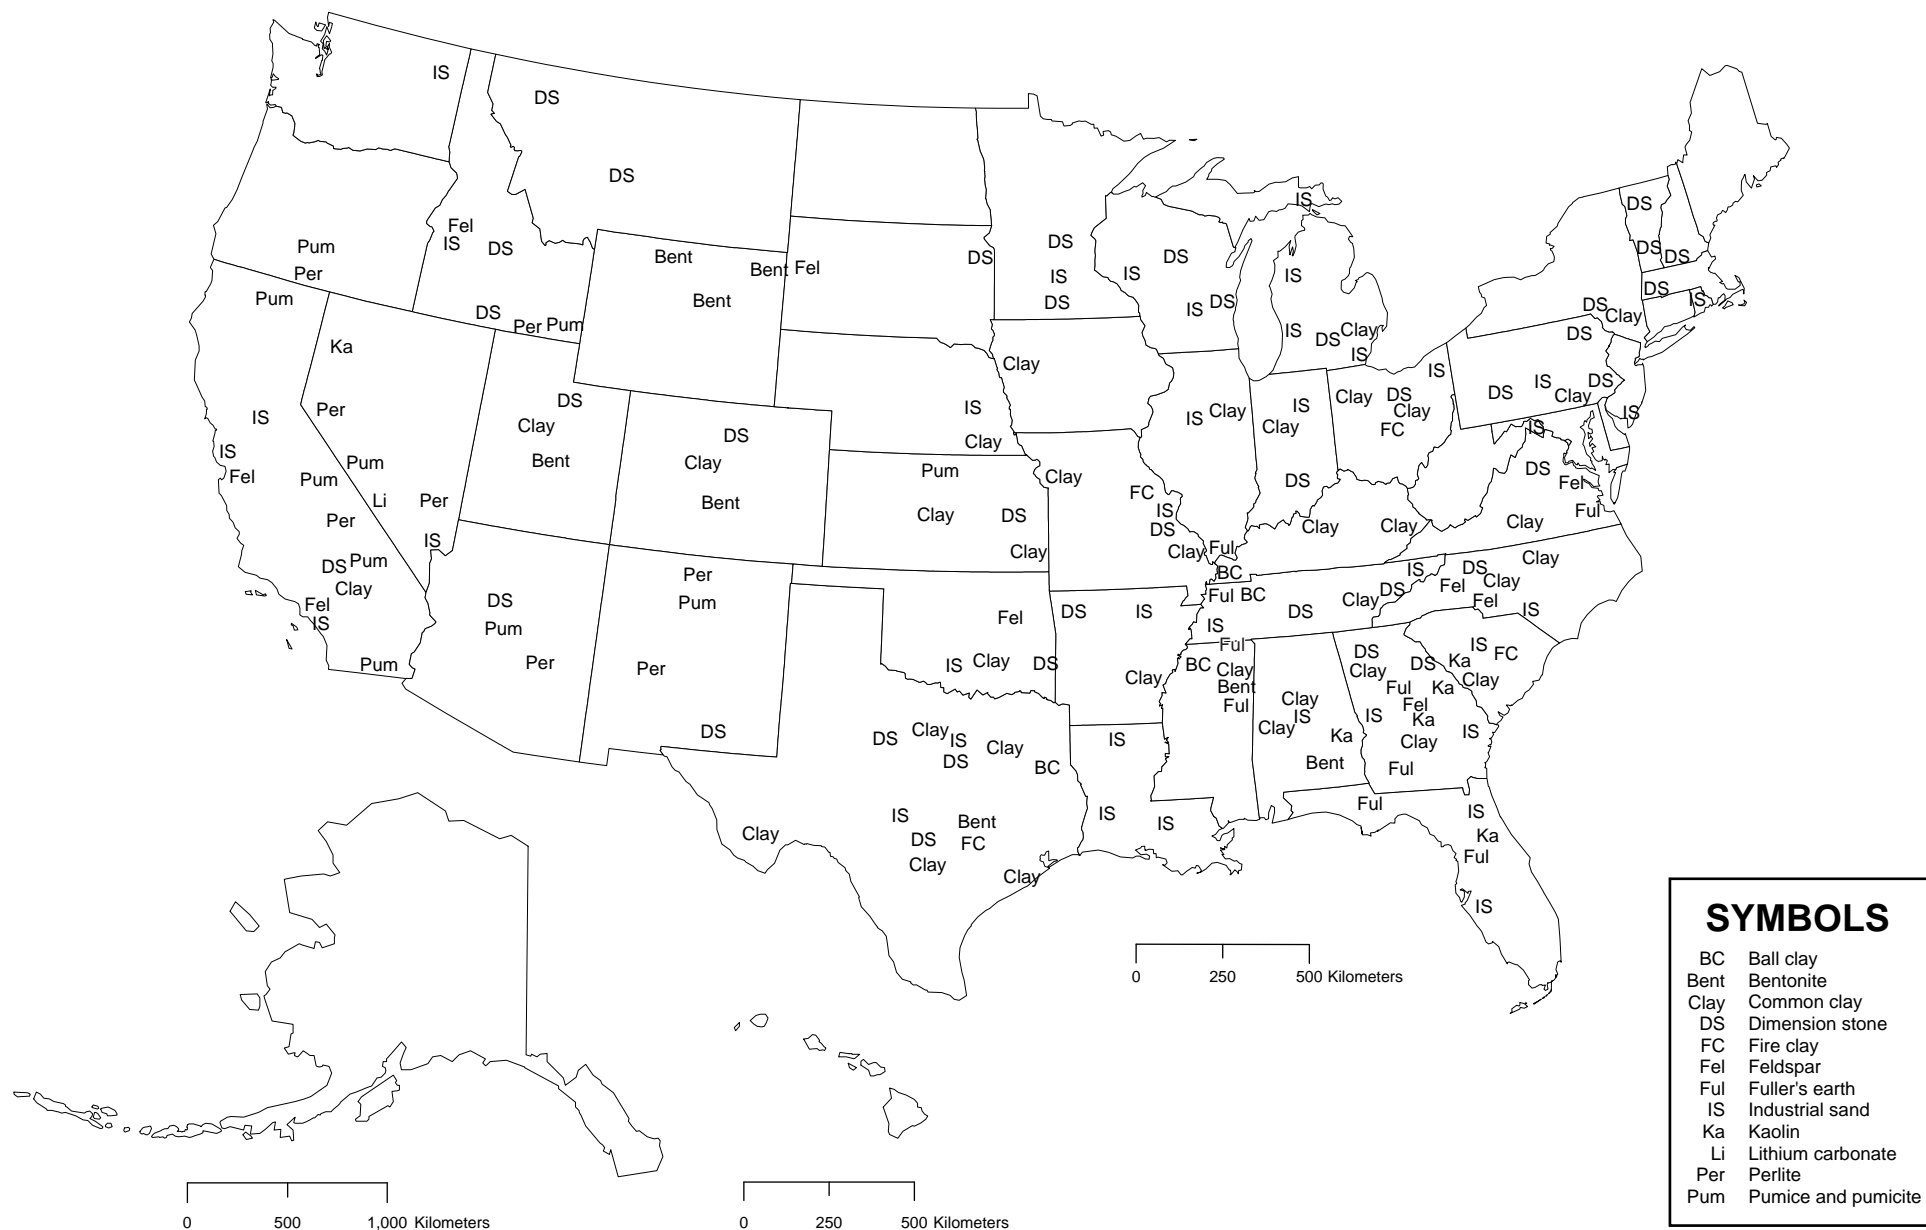 IS
DS
DS
Fel
IS
DS
Pum
Per
Pum
DS
Per
Pum
Bent
Bent
Bent
Fel
DS
DS
IS
DS
IS
DS
IS
DS
IS
IS
IS
DS
Clay
IS
DS
DS
DS
DS
IS
DS
Clay
DS
Ka
Per
IS
IS
Fel
Pum
Pum
Li
Per
Per
IS
DS
Pum
Clay
Fel
IS
Pum
DS
Clay
Bent
DS
Clay
Bent
Clay
IS
Clay
Pum
Clay
DS
Clay
Clay
FC
IS
DS
Clay
IS
Clay
Ful
IS
Clay
DS
Clay
DS
Clay
FC
IS
DS
IS
Clay
DS
IS
IS
DS
Fel
Ful
Clay
Clay
Clay
BC
Ful
BC
IS
DS
Clay
DS
IS
Ful
DS
Clay
Fel
Clay
Fel
IS
DS
Pum
Per
Per
Pum
Per
DS
Fel
IS
Clay
DS
DS
IS
Clay
BC
Clay
Bent
Ful
Clay
IS
Clay
Ka
Bent
DS
Clay
DS
Ful
Ka
Fel
Ka
IS
Clay
IS
Ful
IS
FC
Ka
Clay
DS
Clay
IS
DS
Clay
BC
IS
DS
Clay
Bent
FC
Clay
Clay
IS
IS
IS
Ful
IS
Ka
Ful
IS
0 250 500 Kilometers
SYMBOLS
BC Ball clay
Bent Bentonite
Clay Common clay
DS Dimension stone
FC Fire clay
Fel Feldspar
Ful Fuller's earth
IS Industrial sand
Ka Kaolin
Li Lithium carbonate
Per Perlite
Pum Pumice and pumicite
0 500 1,000 Kilometers
0 250 500 Kilometers